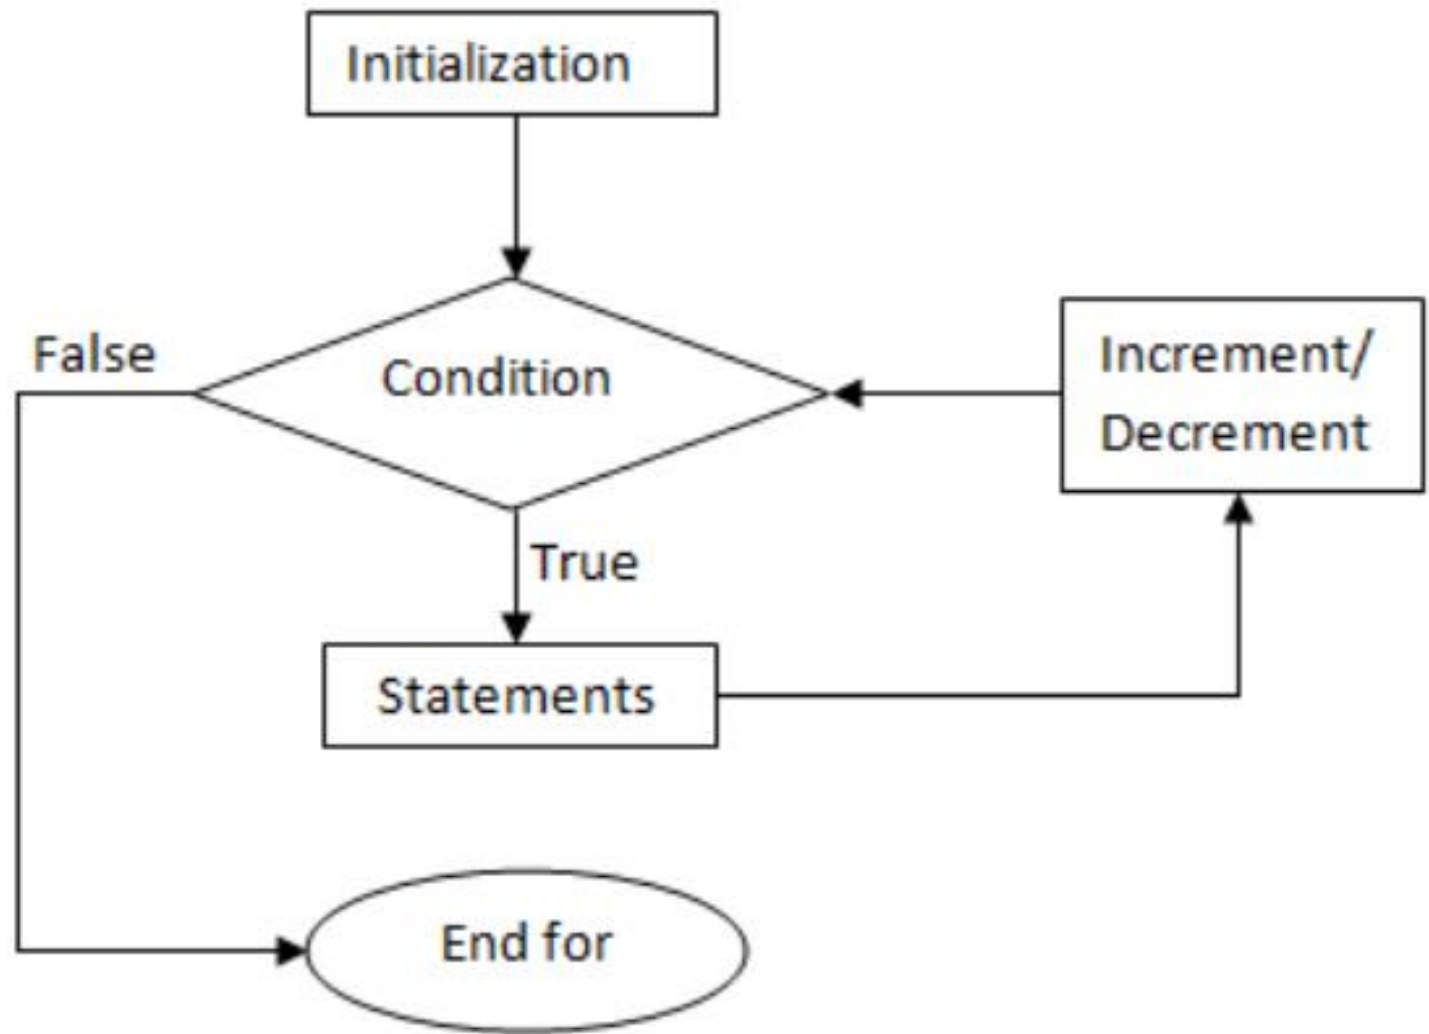 Initialization
False
Condition
Increment/
Decrement
True
Statements
End for